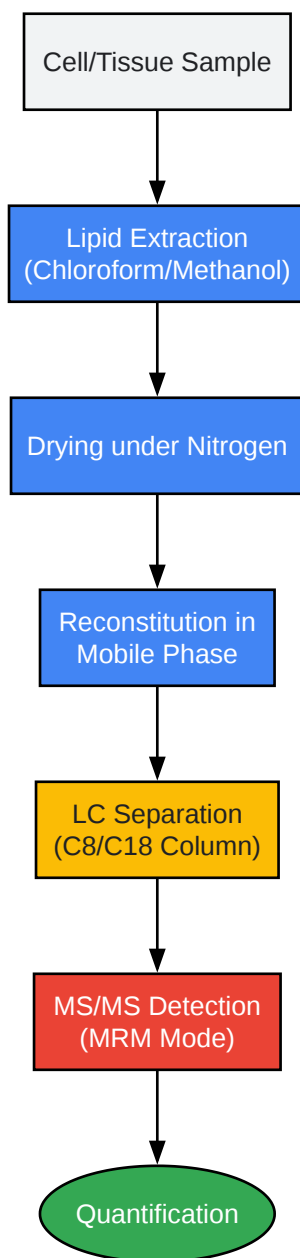 Cell/Tissue Sample
Lipid Extraction
(Chloroform/Methanol)
Drying under Nitrogen
Reconstitution in
Mobile Phase
LC Separation
(C8/C18 Column)
MS/MS Detection
(MRM Mode)
Quantification